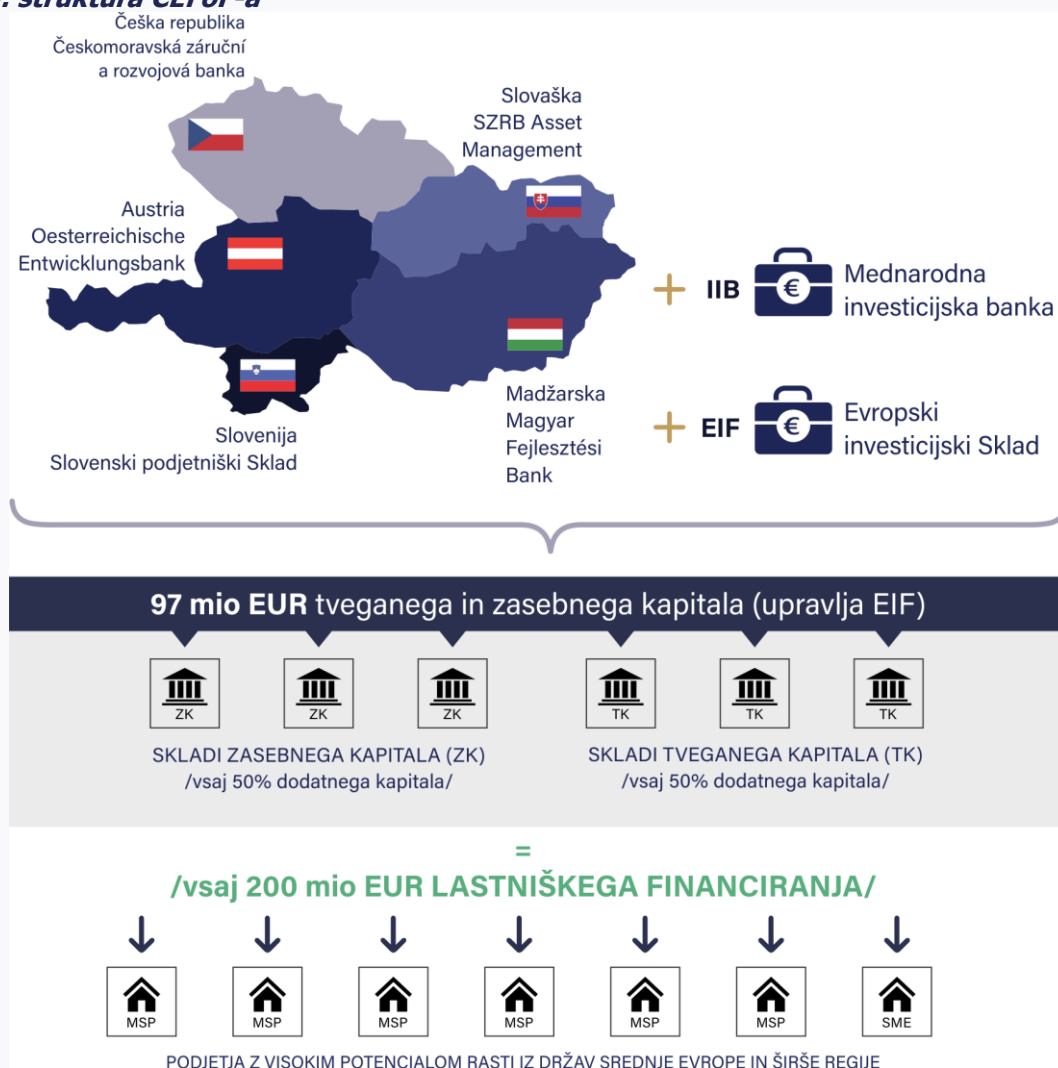 struktura CEFoF-a
Češka republika
Českomoravská záruční
a rozvojová banka
Slovaška
SZRB Asset
Management
Austria
Oesterreichische
Entwicklungsbank
+ IIB € Mednarodna
investicijska banka
Madžarska
Magyar
Fejlesztési
Bank
+ EIF € Evropski
investicijski Sklad
Slovenija
Slovenski podjetniški Sklad
97 mio EUR tveganega in zasebnega kapitala (upravlja EIF)
ZK ZK ZK TK TK TK
SKLADI ZASEBNEGA KAPITALA (ZK)
/vsaj 50% dodatnega kapitala/
SKLADI TVEGANEGA KAPITALA (TK)
/vsaj 50% dodatnega kapitala/
=
/vsaj 200 mio EUR LASTNIŠKEGA FINANCIRANJA/
MSP MSP MSP MSP MSP MSP SME
PODJETJA Z VISOKIM POTENCIALOM RASTI IZ DRŽAV SREDNJE EVROPE IN ŠIRŠE REGIJE